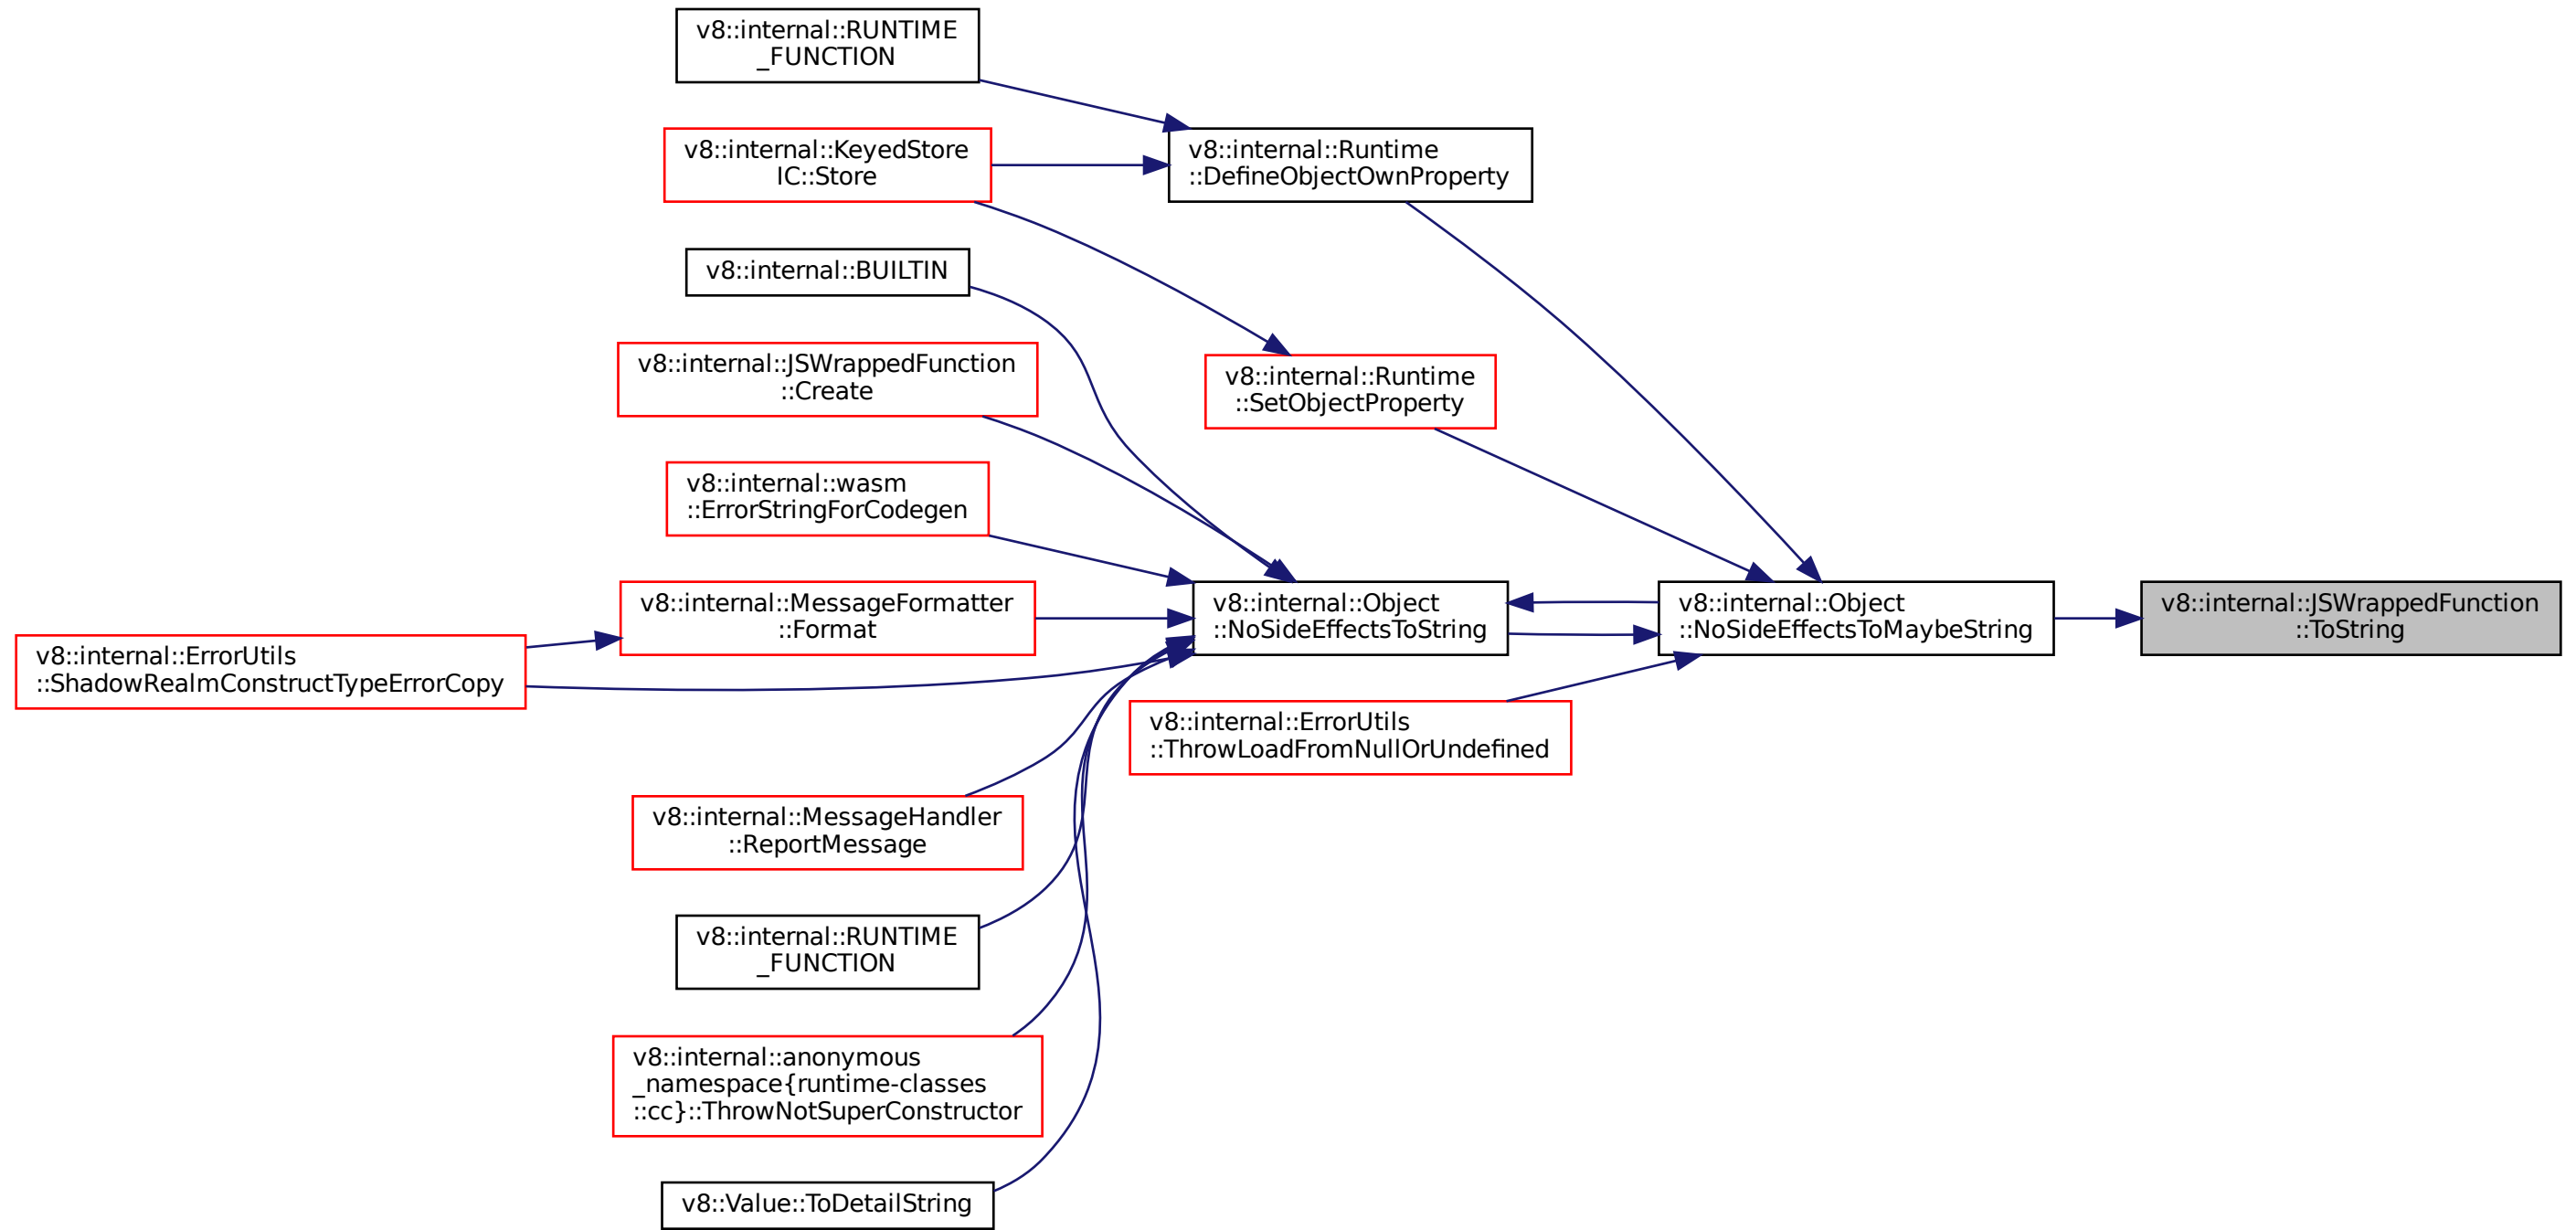 v8::internal::RUNTIME
_FUNCTION
v8::internal::KeyedStore
IC::Store
v8::internal::Runtime
::DefineObjectOwnProperty
v8::internal::BUILTIN
v8::internal::JSWrappedFunction
::Create
v8::internal::Runtime
::SetObjectProperty
v8::internal::wasm
::ErrorStringForCodegen
v8::internal::MessageFormatter
::Format
v8::internal::Object
::NoSideEffectsToString
v8::internal::Object
::NoSideEffectsToMaybeString
v8::internal::JSWrappedFunction
::ToString
v8::internal::ErrorUtils
::ShadowRealmConstructTypeErrorCopy
v8::internal::ErrorUtils
::ThrowLoadFromNullOrUndefined
v8::internal::MessageHandler
::ReportMessage
v8::internal::RUNTIME
_FUNCTION
v8::internal::anonymous
_namespace{runtime-classes
::cc}::ThrowNotSuperConstructor
v8::Value::ToDetailString